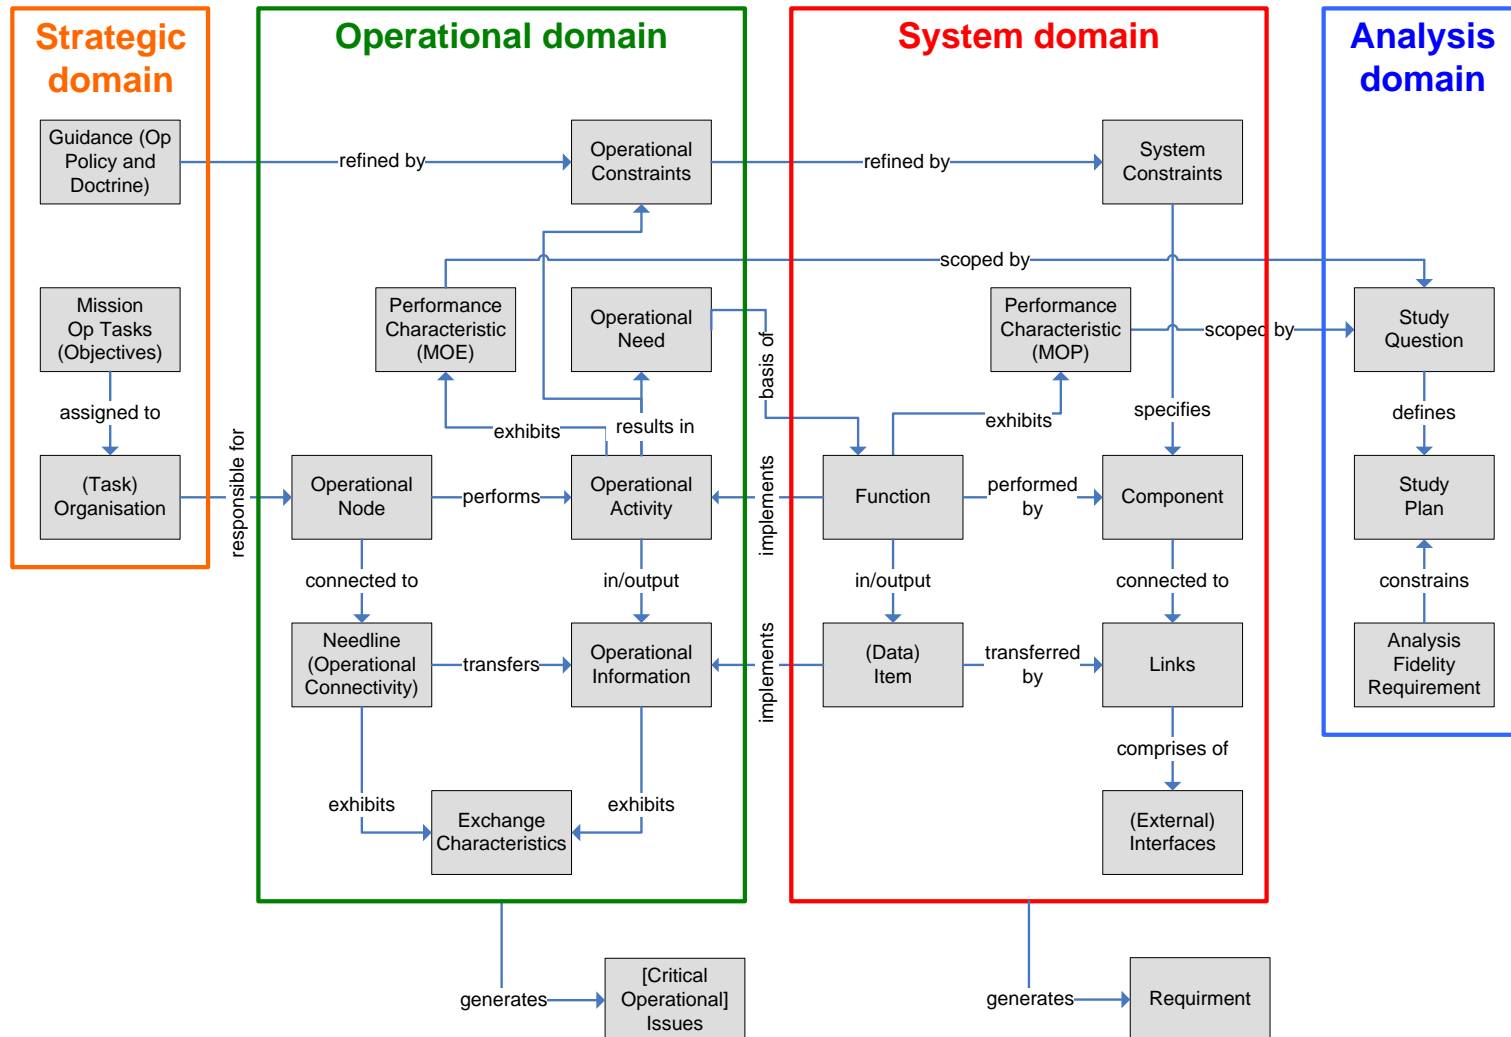 Strategic
domain
Operational domain
System domain
Analysis
domain
Guidance (Op
Policy and
Doctrine)
refined by
Operational
Constraints
refined by
System
Constraints
scoped by
Mission
Op Tasks
(Objectives)
Performance
Characteristic
(MOE)
Operational
Need
basis of
Performance
Characteristic
(MOP)
scoped by
Study
Question
assigned to
exhibits
results in
exhibits
specifies
defines
(Task)
Organisation
responsible for
Operational
Node
performs
Operational
Activity
implements
Function
performed
by
Component
Study
Plan
connected to
in/output
in/output
connected to
constrains
Needline
(Operational
Connectivity)
transfers
Operational
Information
implements
(Data)
Item
transferred
by
Links
Analysis
Fidelity
Requirement
comprises of
exhibits
Exchange
Characteristics
exhibits
(External)
Interfaces
generates
[Critical
Operational]
Issues
generates
Requirment